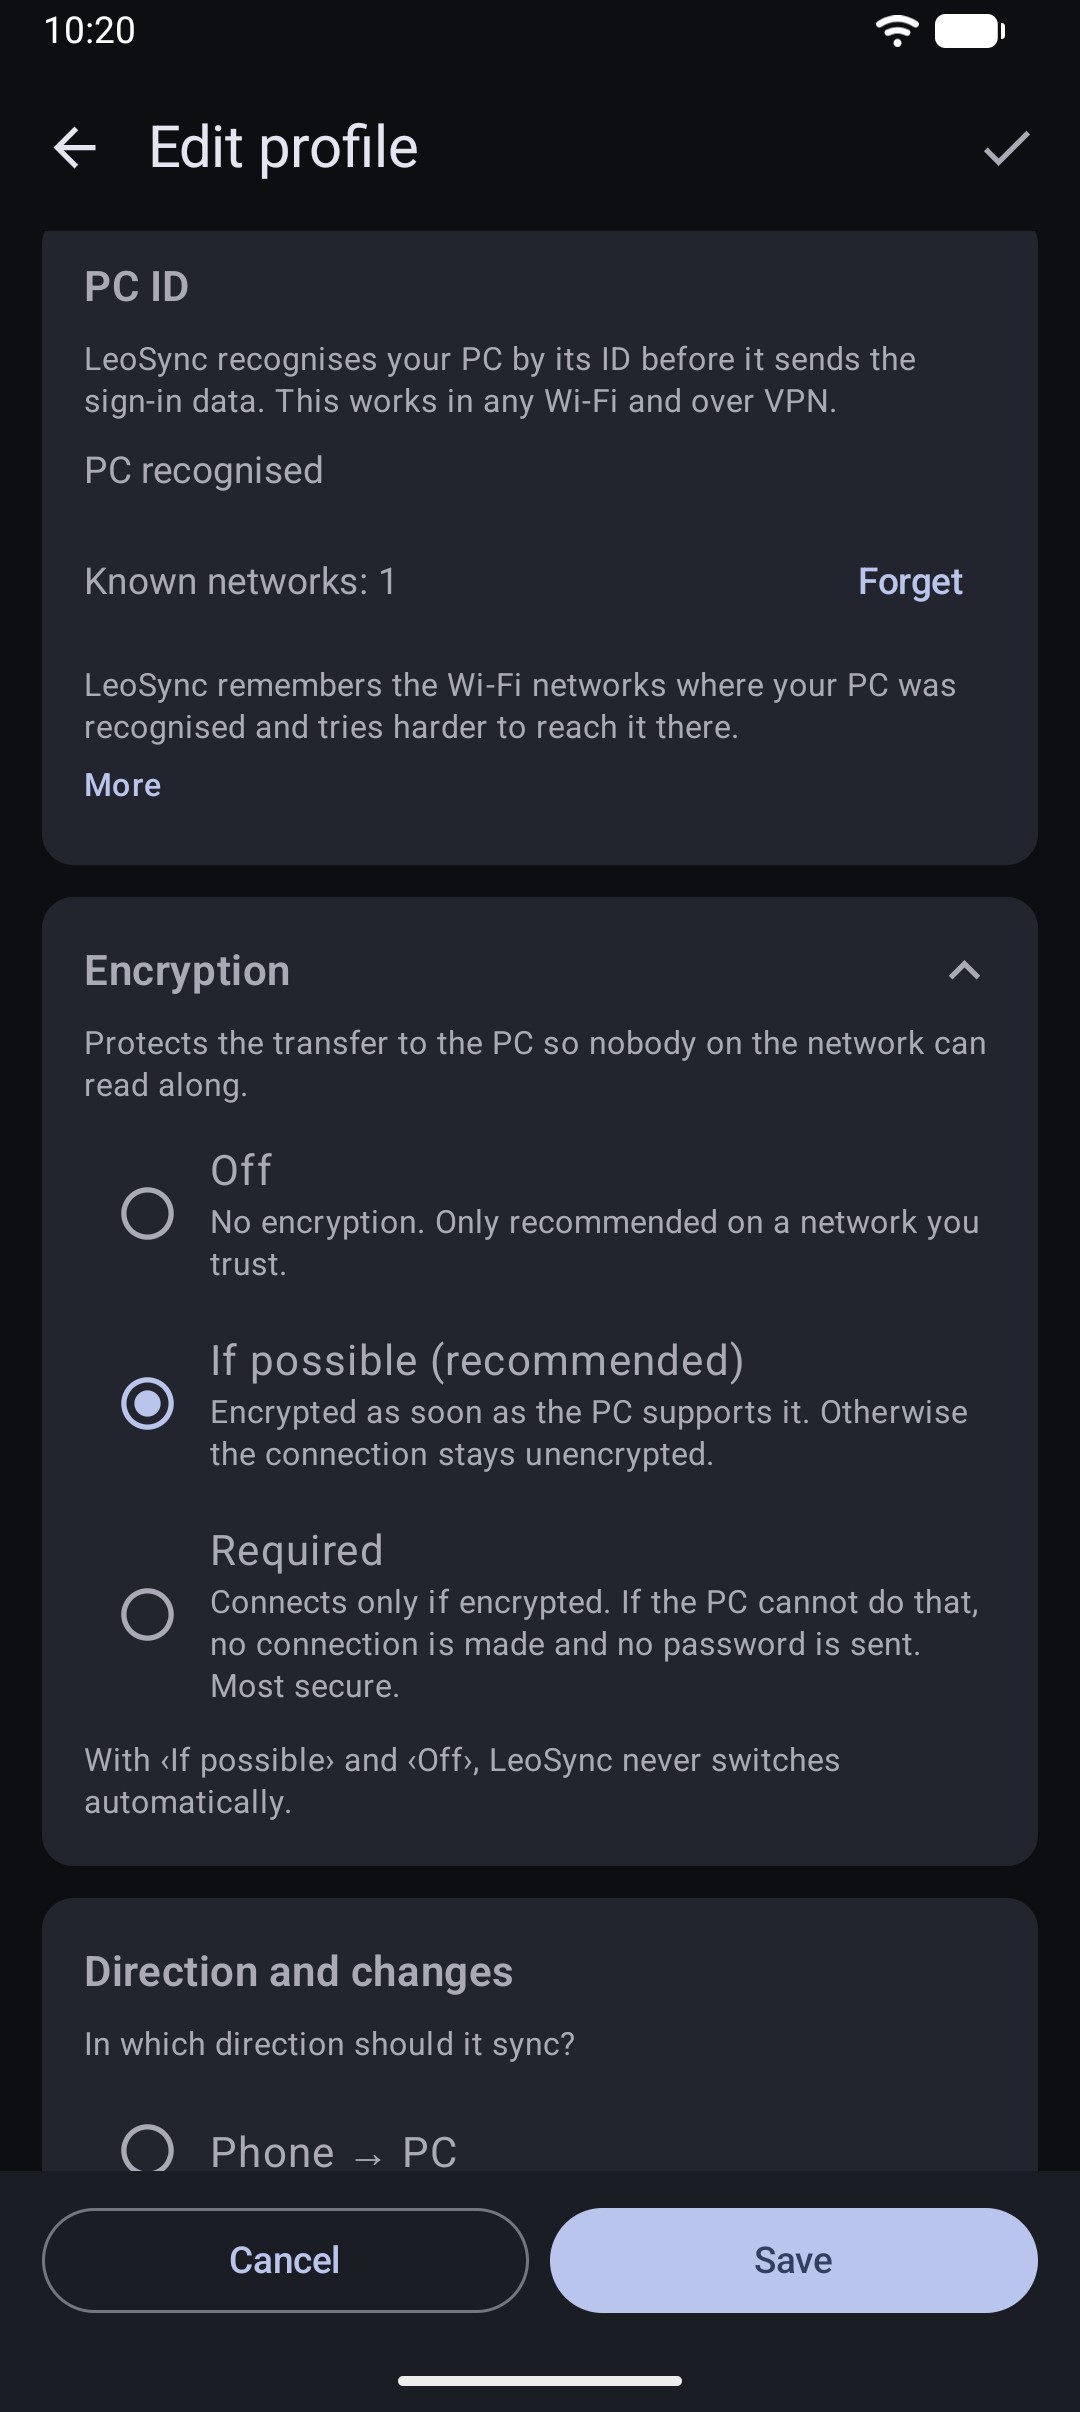 10:20
Edit profile
PC ID
LeoSync recognises your PC by its ID before it sends the
sign-in data. This works in any Wi-Fi and over VPN.
PC recognised
Known networks: 1
Forget
LeoSync remembers the Wi-Fi networks where your PC was
recognised and tries harder to reach it there.
More
Encryption
Protects the transfer to the PC so nobody on the network can
read along.
Off
No encryption. Only recommended on a network you
trust.
If possible (recommended)
Encrypted as soon as the PC supports it. Otherwise
the connection stays unencrypted.
Required
Connects only if encrypted. If the PC cannot do that,
no connection is made and no password is sent.
Most secure.
With ‹If possible› and ‹Off›, LeoSync never switches
automatically.
Direction and changes
In which direction should it sync?
Phone → PC
Cancel
Save